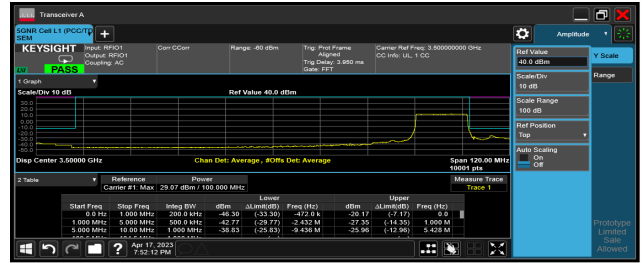 Transceiver A
5GNR Cell L1 (PCC/TD
SEM
Amplitude
KEYSIGHT
PASS
Input: RFIO1
Output: RFIO1
Coupling: AC
Corr CCorr
Range: -60 dBm
Trig: Prot Frame
Aligned
Trig Delay: 3.950 ms
Gate: FFT
Carrier Ref Freq: 3.500000000 GHz
CC Info: UL, 1 CC
Ref Value
40.0 dBm
Y Scale
Scale/Div
10 dB
Range
Scale Range
100 dB
Ref Position
Top
Auto Scaling
On
Off
1 Graph
Scale/Div 10 dB
Ref Value 40.0 dBm
30.0
20.0
10.0
0.00
-10.0
-20.0
-30.0
-40.0
-50.0
Disp Center 3.50000 GHz
Chan Det: Average , #Offs Det: Average
Span 120.00 MHz
10001 pts
2 Table
Reference Power
Carrier #1: Max 29.07 dBm / 100.000 MHz
Measure Trace
Trace 1
Lower Upper
Start Freq Stop Freq Integ BW dBm ΔLimit(dB) Freq (Hz) dBm ΔLimit(dB) Freq (Hz)
0.0 Hz 1.000 MHz 200.0 kHz -46.30 (-33.30) -472.0 k -20.17 (-7.17) 0.0
1.000 MHz 5.000 MHz 500.0 kHz -42.77 (-29.77) -2.432 M -27.35 (-14.35) 1.000 M
5.000 MHz 10.00 MHz 1.000 MHz -38.83 (-25.83) -9.436 M -25.96 (-12.96) 5.428 M
Apr 17, 2023
7:52:12 PM
Prototype
Limited
Sale
Allowed